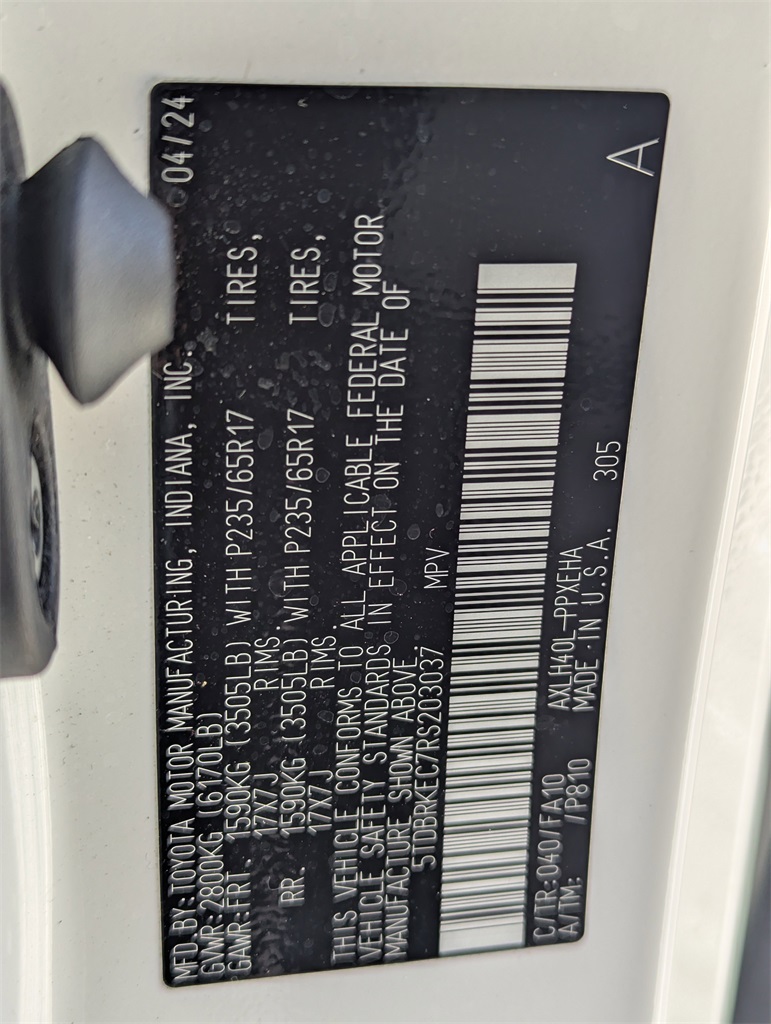 MFD. BY: TOYOTA MOTOR MANUFACTURING, INDIANA, INC. 04/24
GVWR: 2800KG (6170LB)
GAWR: FRT. 1590KG (3505LB) WITH P235/65R17 TIRES,
17X7J RIMS.
RR. 1590KG (3505LB) WITH P235/65R17 TIRES,
17X7J RIMS.
THIS VEHICLE CONFORMS TO ALL APPLICABLE FEDERAL MOTOR
VEHICLE SAFETY STANDARDS IN EFFECT ON THE DATE OF
MANUFACTURE SHOWN ABOVE.
5TDBRKEC7RS203037 MPV
C/TR: 040/FA10 AXLH40L-PPXEHA
A/TM: /P810 MADE IN U.S.A. 305
A